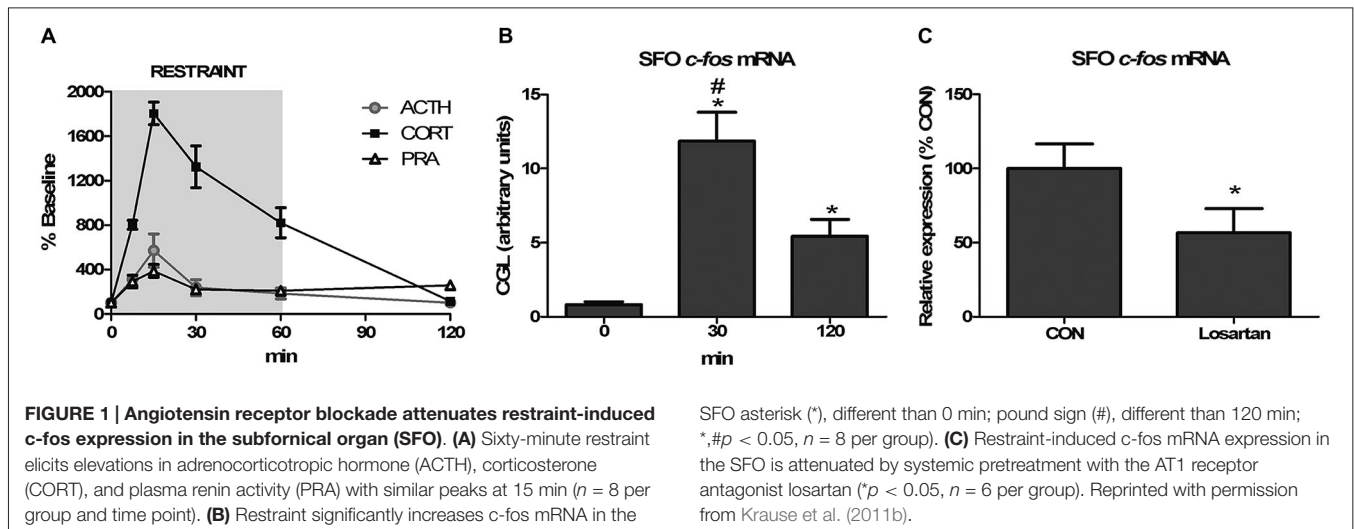 A
RESTRAINT
2000
1600
1200
800
400
0
% Baseline
ACTH
CORT
PRA
0
30
60
90
120
min
B
SFO c-fos mRNA
15
10
5
0
CGL (arbitrary units)
#
*
*
0
30
120
min
C
SFO c-fos mRNA
150
100
50
0
Relative expression (% CON)
*
CON
Losartan
FIGURE 1 | Angiotensin receptor blockade attenuates restraint-induced
c-fos expression in the subfornical organ (SFO). (A) Sixty-minute restraint
elicits elevations in adrenocorticotropic hormone (ACTH), corticosterone
(CORT), and plasma renin activity (PRA) with similar peaks at 15 min (n = 8 per
group and time point). (B) Restraint significantly increases c-fos mRNA in the
SFO asterisk (*), different than 0 min; pound sign (#), different than 120 min;
*,#p < 0.05, n = 8 per group). (C) Restraint-induced c-fos mRNA expression in
the SFO is attenuated by systemic pretreatment with the AT1 receptor
antagonist losartan (*p < 0.05, n = 6 per group). Reprinted with permission
from Krause et al. (2011b).